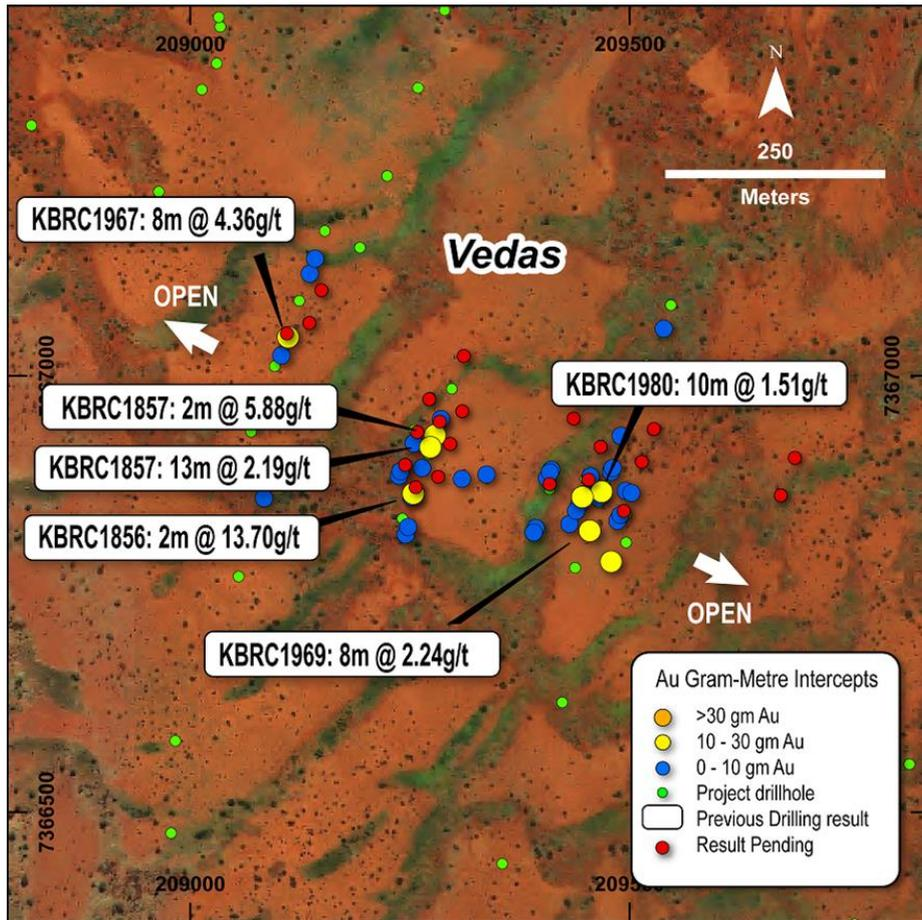 209000
209500
N
250
Meters
KBRC1967: 8m @ 4.36g/t
Vedas
OPEN
7367000
7367000
KBRC1980: 10m @ 1.51g/t
KBRC1857: 2m @ 5.88g/t
KBRC1857: 13m @ 2.19g/t
KBRC1856: 2m @ 13.70g/t
OPEN
KBRC1969: 8m @ 2.24g/t
Au Gram-Metre Intercepts
>30 gm Au
10 - 30 gm Au
0 - 10 gm Au
Project drillhole
Previous Drilling result
Result Pending
7366500
209000